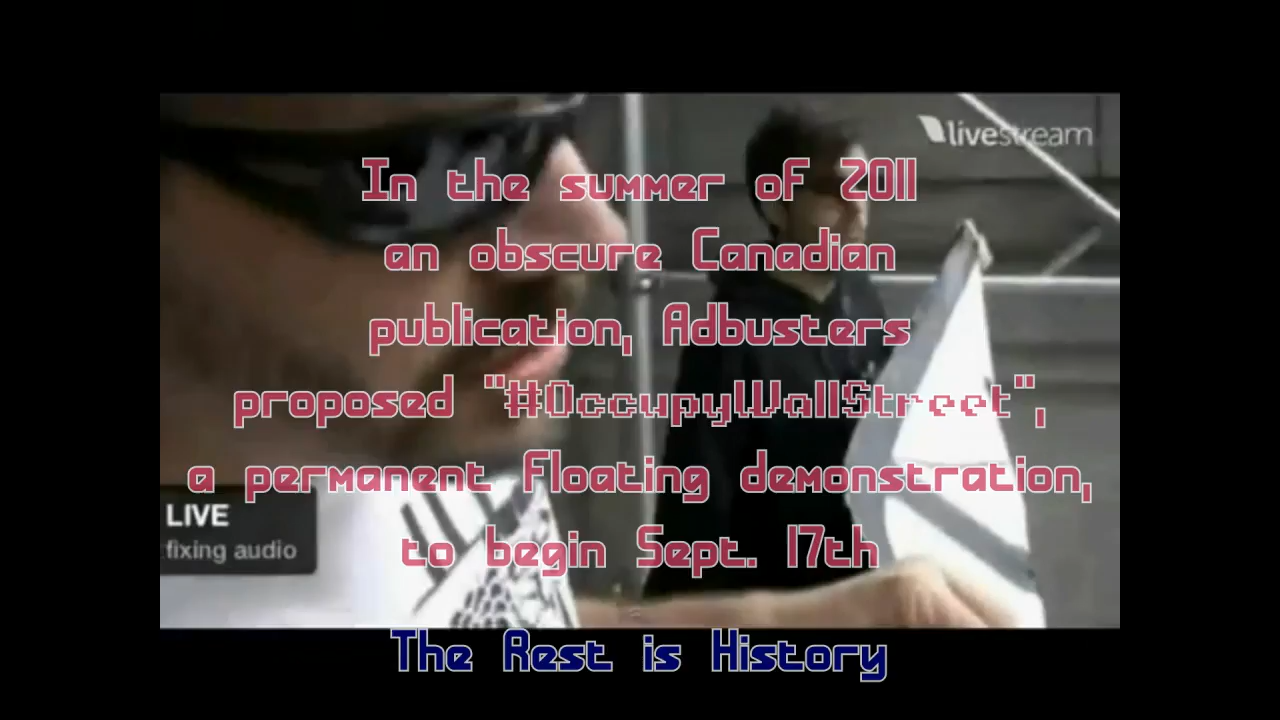 livestream
In the summer of 2011
an obscure Canadian
publication, Adbusters
proposed "#OccupyWallStreet",
a permanent floating demonstration,
to begin Sept. 17th
LIVE
fixing audio
The Rest is History